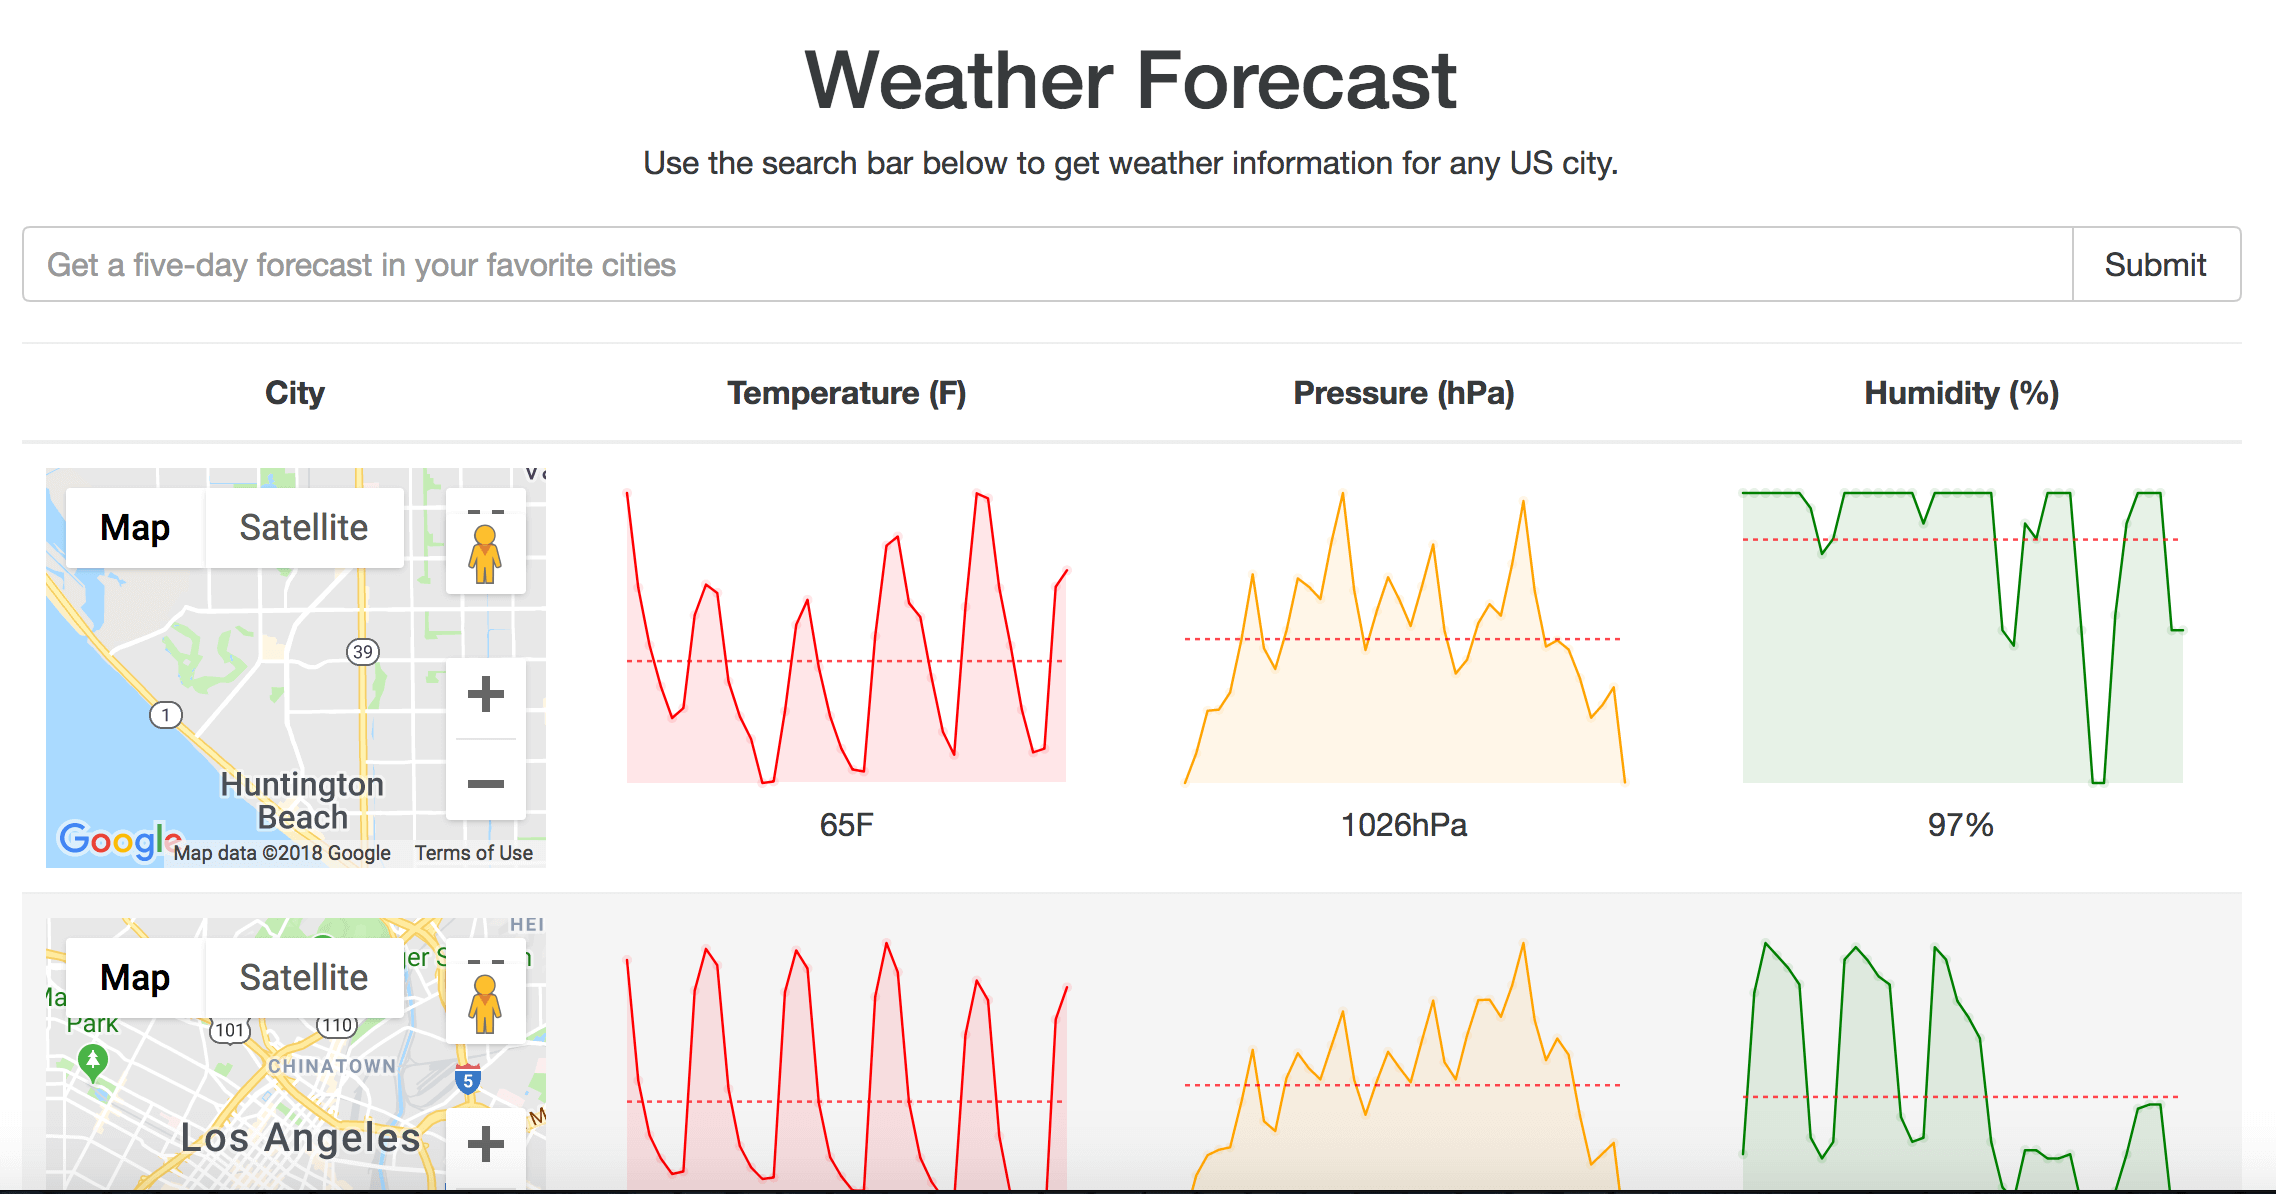 Weather Forecast
Use the search bar below to get weather information for any US city.
Get a five-day forecast in your favorite cities
Submit
City
Temperature (F)
Pressure (hPa)
Humidity (%)
Map
Satellite
39
1
Huntington
Beach
Google
Map data ©2018 Google
Terms of Use
65F
1026hPa
97%
HEI
Map
Satellite
Park
101
110
CHINATOWN
5
Los Angeles